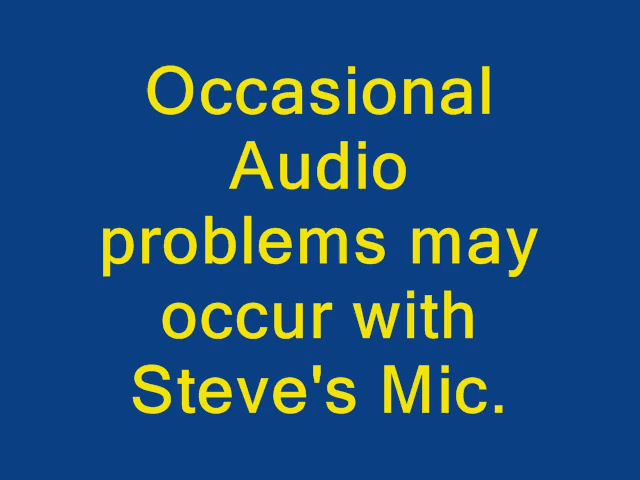 Occasional
Audio
problems may
occur with
Steve's Mic.